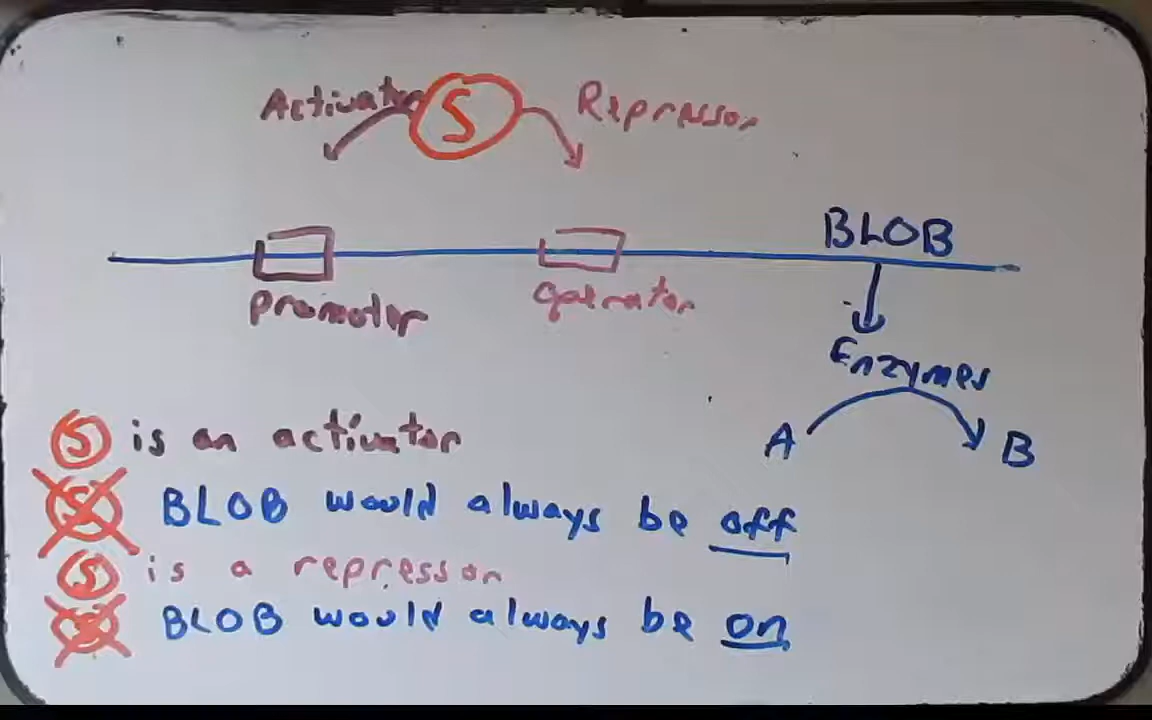 Activator S Repressor
BLOB
promoter operator
Enzymes
A B
S is an activator
S BLOB would always be off
S is a repressor
S BLOB would always be on